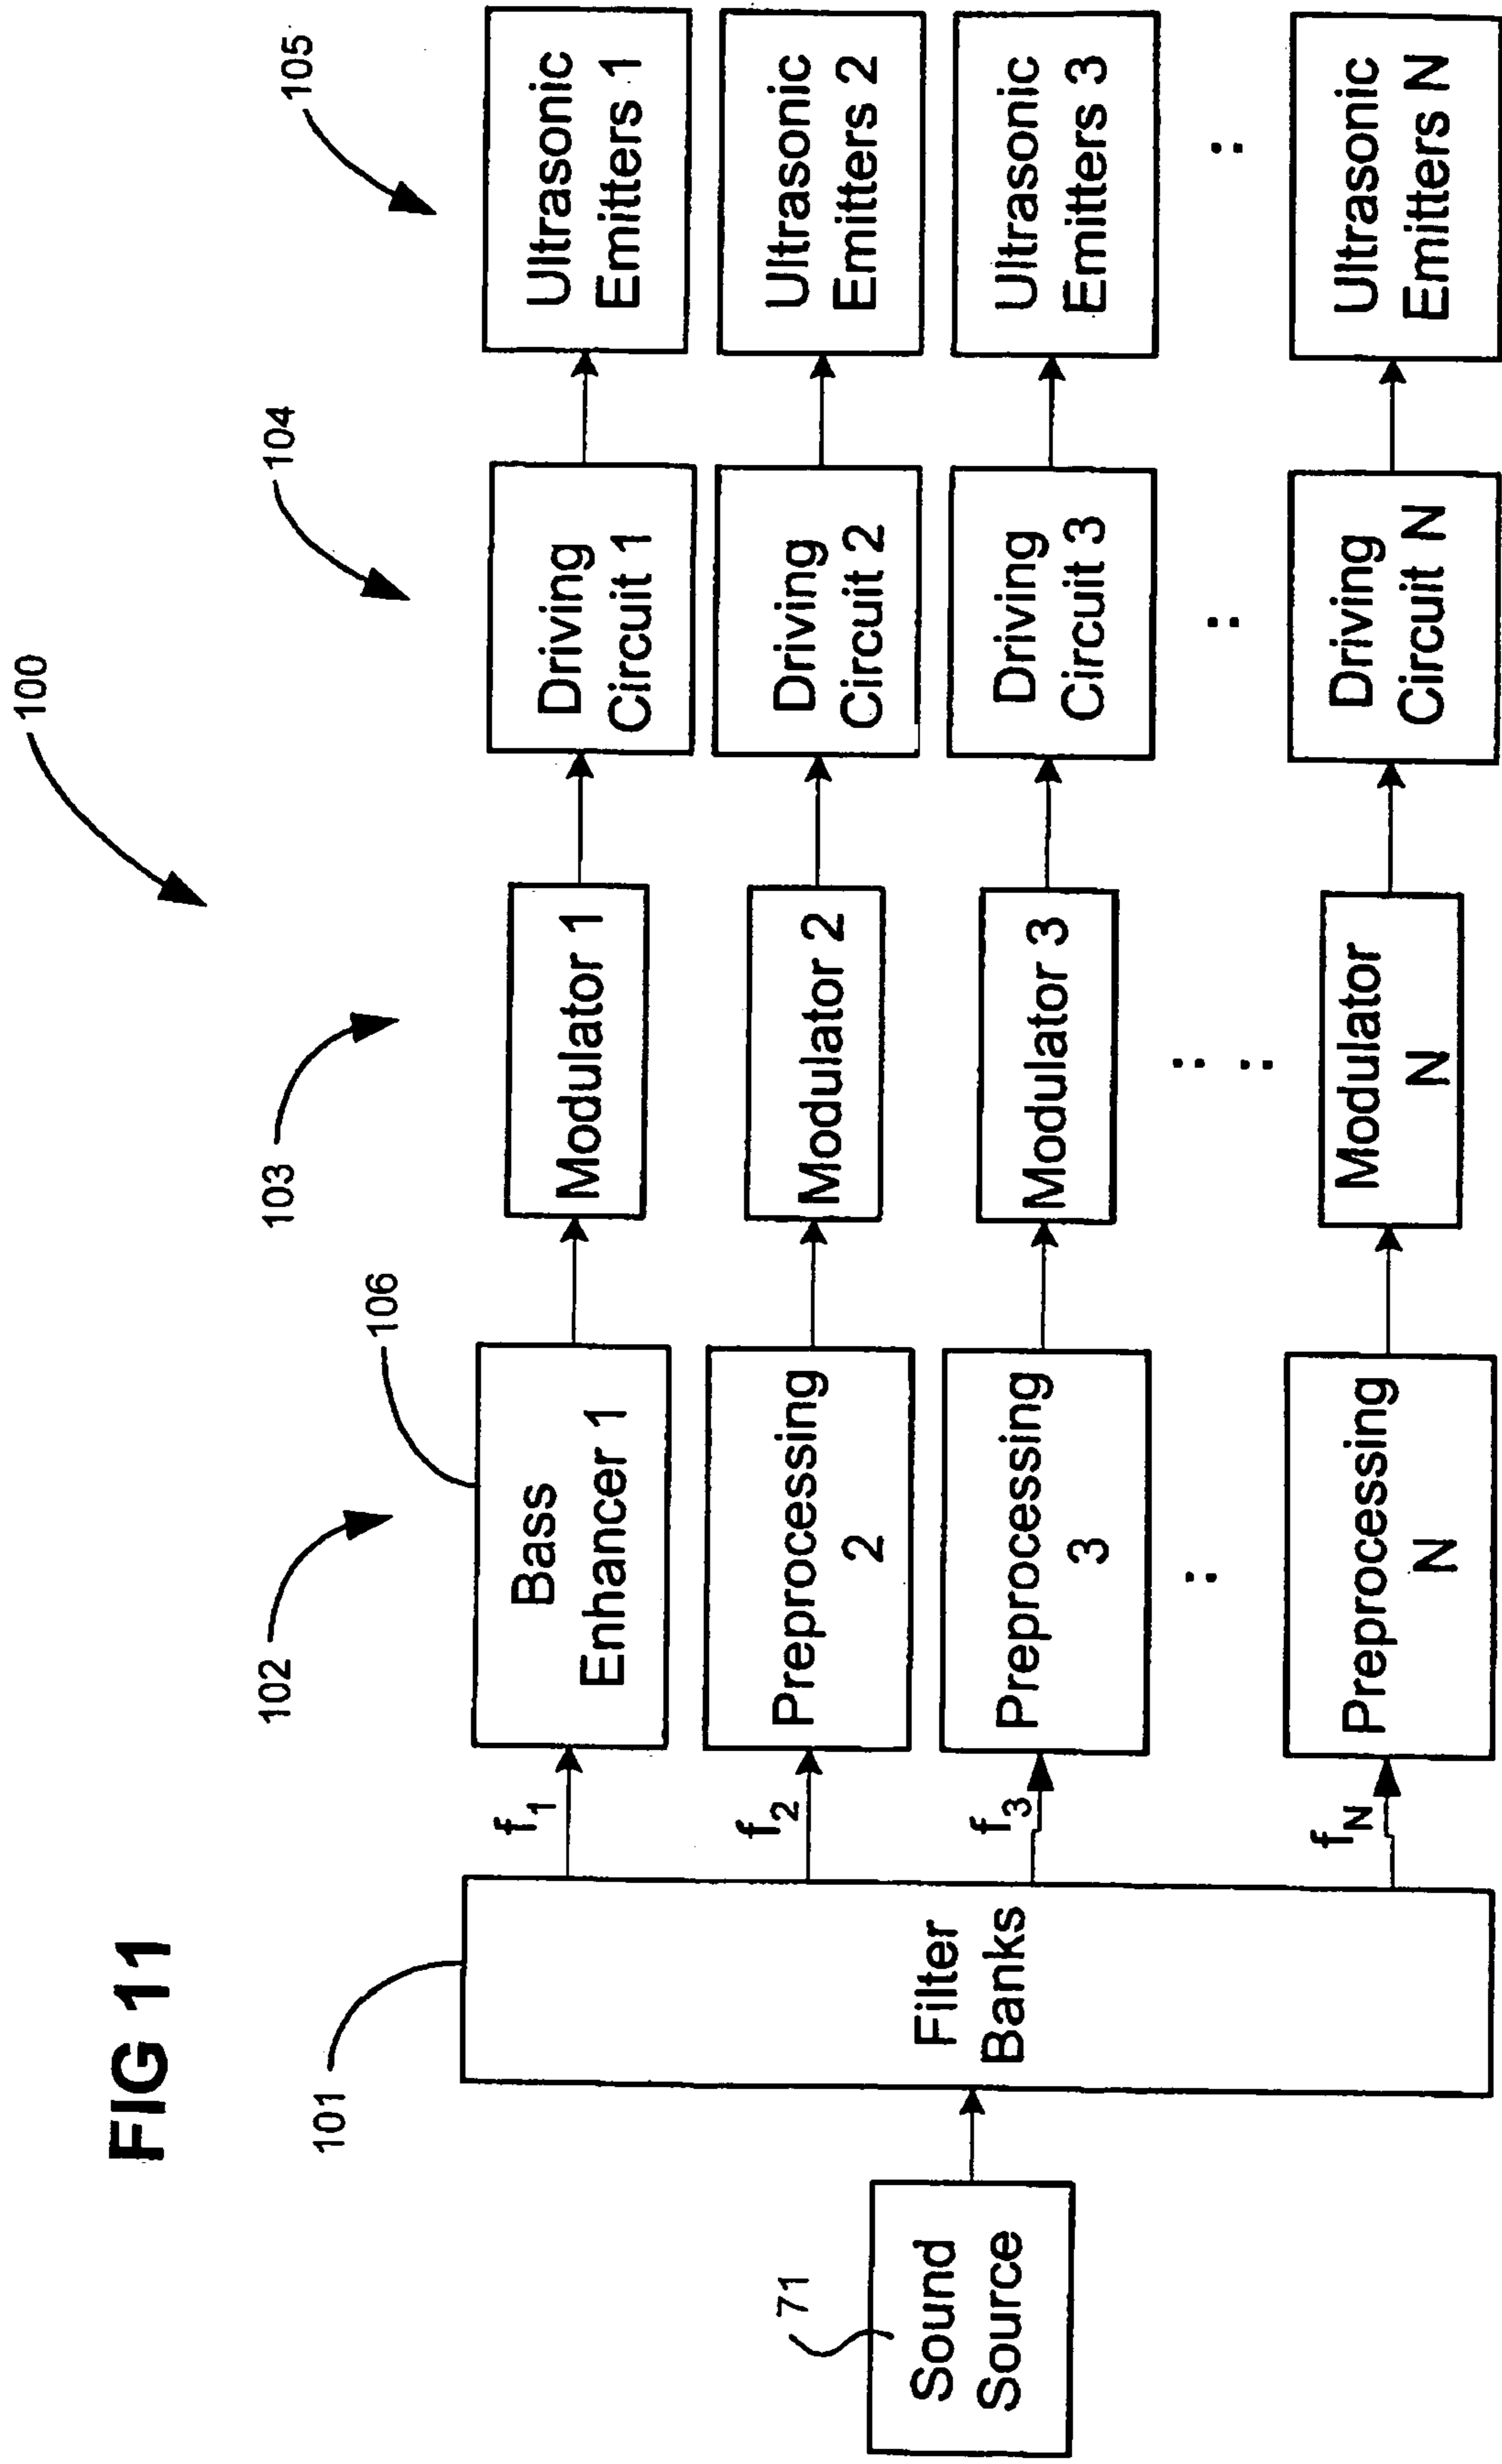 FIG 11
100
101
102
106
103
104
105
71
Sound
Source
Filter
Banks
f1
f2
f3
fN
Bass
Enhancer 1
Modulator 1
Driving
Circuit 1
Ultrasonic
Emitters 1
Preprocessing
2
Modulator 2
Driving
Circuit 2
Ultrasonic
Emitters 2
Preprocessing
3
Modulator 3
Driving
Circuit 3
Ultrasonic
Emitters 3
Preprocessing
N
Modulator
N
Driving
Circuit N
Ultrasonic
Emitters N